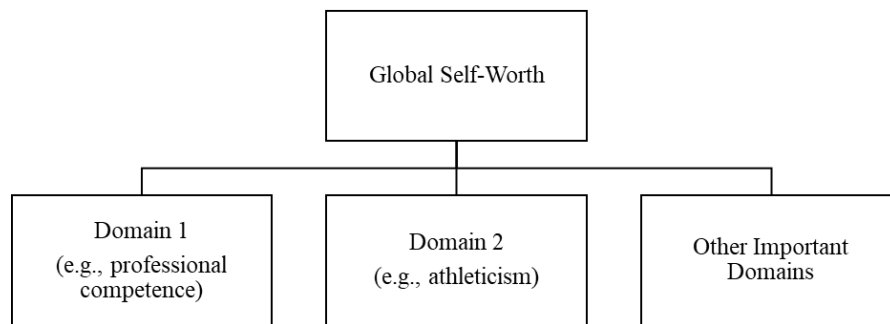 Global Self-Worth
Domain 1
(e.g., professional
competence)
Domain 2
(e.g., athleticism)
Other Important
Domains